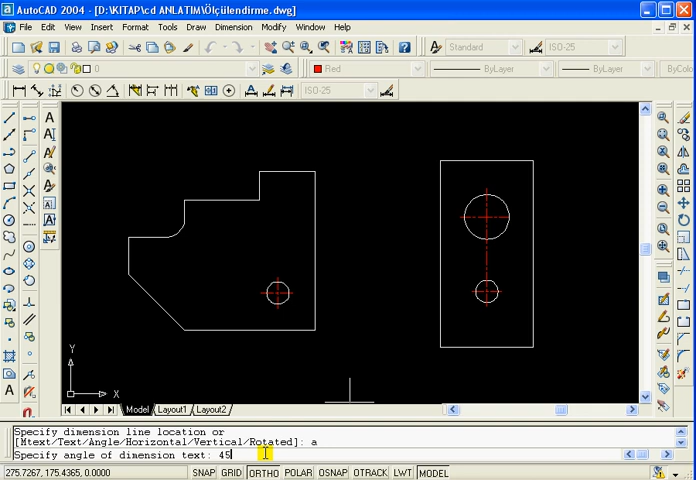 AutoCAD 2004 - [D:\KITAP\cd ANLATIM\Ölçülendirme.dwg]
File Edit View Insert Format Tools Draw Dimension Modify Window Help
Standard ISO-25
0 Red ByLayer ByLayer ByColo
ISO-25
Y
X
Model Layout1 Layout2
Specify dimension line location or
[Mtext/Text/Angle/Horizontal/Vertical/Rotated]: a
Specify angle of dimension text: 45
275.7267, 175.4365, 0.0000 SNAP GRID ORTHO POLAR OSNAP OTRACK LWT MODEL